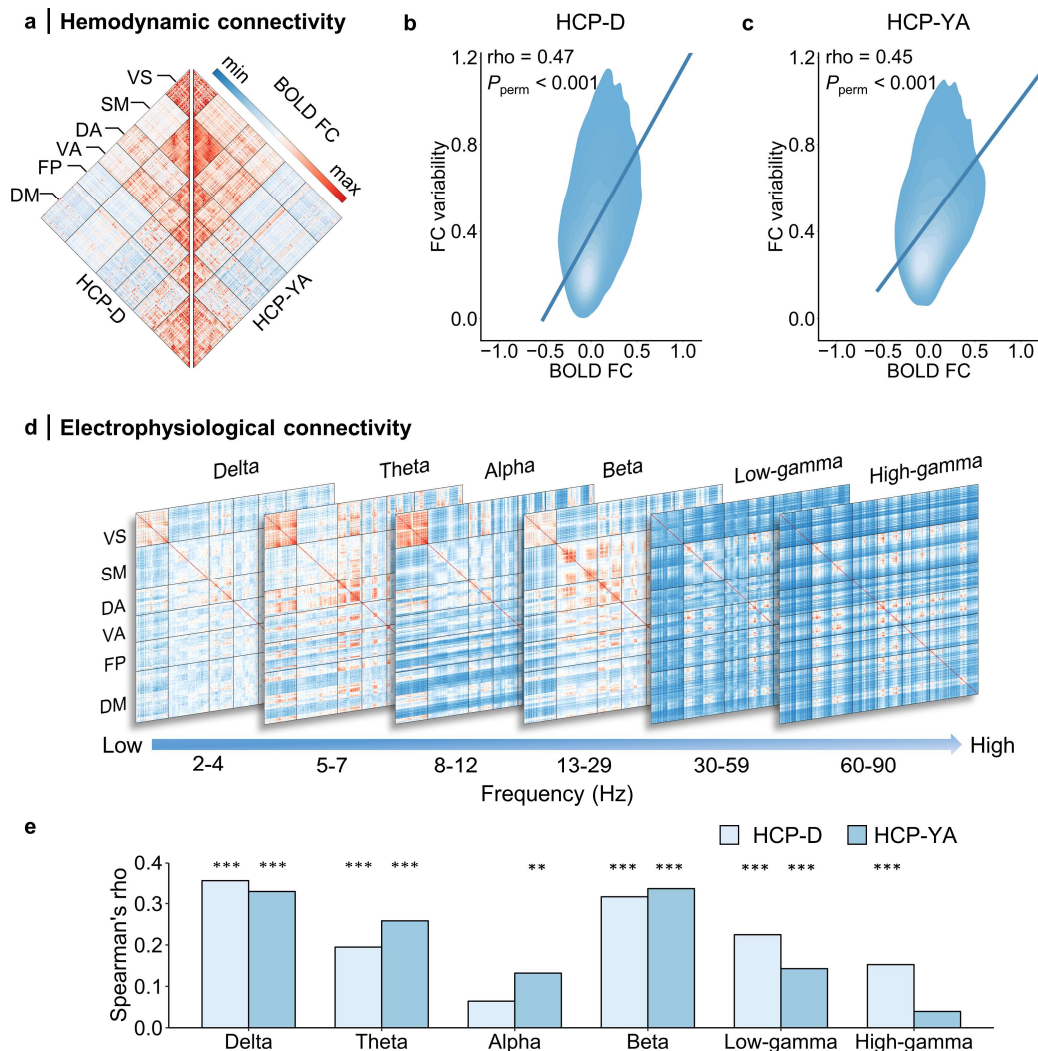 a | Hemodynamic connectivity
VS
SM
DA
VA
FP
DM
min
BOLD FC
max
HCP-D
HCP-YA
b
HCP-D
rho = 0.47
Pperm < 0.001
1.2
0.8
0.4
0.0
FC variability
−1.0 −0.5 0.0 0.5 1.0
BOLD FC
c
HCP-YA
rho = 0.45
Pperm < 0.001
1.2
0.8
0.4
0.0
FC variability
−1.0 −0.5 0.0 0.5 1.0
BOLD FC
d | Electrophysiological connectivity
Delta Theta Alpha Beta Low-gamma High-gamma
VS
SM
DA
VA
FP
DM
Low High
2-4 5-7 8-12 13-29 30-59 60-90
Frequency (Hz)
e
HCP-D HCP-YA
*** *** *** *** ** *** *** *** *** ***
0.4
0.3
0.2
0.1
0.0
Spearman's rho
Delta Theta Alpha Beta Low-gamma High-gamma